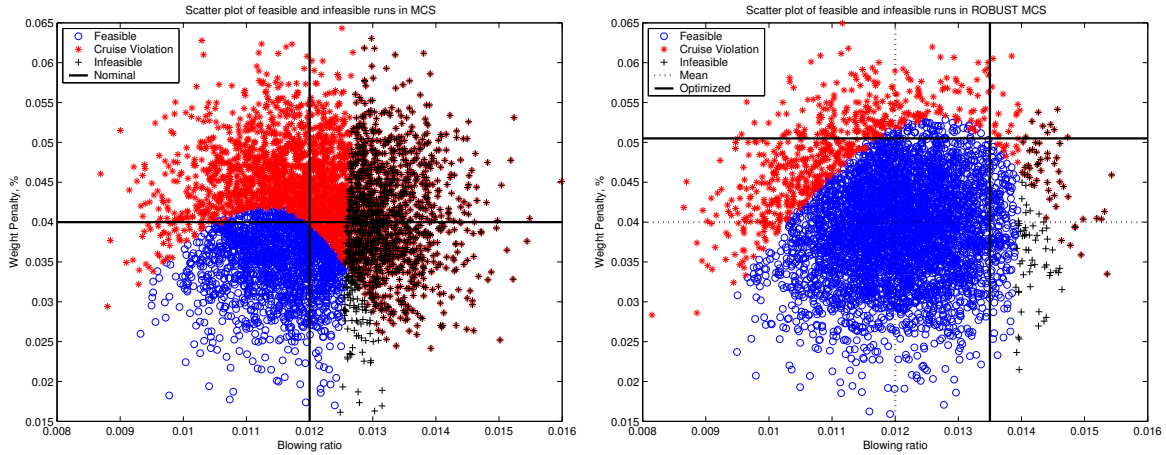 Scatter plot of feasible and infeasible runs in MCS
0.065
0.06
0.055
0.05
0.045
0.04
0.035
0.03
0.025
0.02
0.015
Weight Penalty, %
Feasible
Cruise Violation
Infeasible
Nominal
0.008 0.009 0.01 0.011 0.012 0.013 0.014 0.015 0.016
Blowing ratio
Scatter plot of feasible and infeasible runs in ROBUST MCS
0.065
0.06
0.055
0.05
0.045
0.04
0.035
0.03
0.025
0.02
0.015
Weight Penalty, %
Feasible
Cruise Violation
Infeasible
Mean
Optimized
0.008 0.009 0.01 0.011 0.012 0.013 0.014 0.015 0.016
Blowing ratio